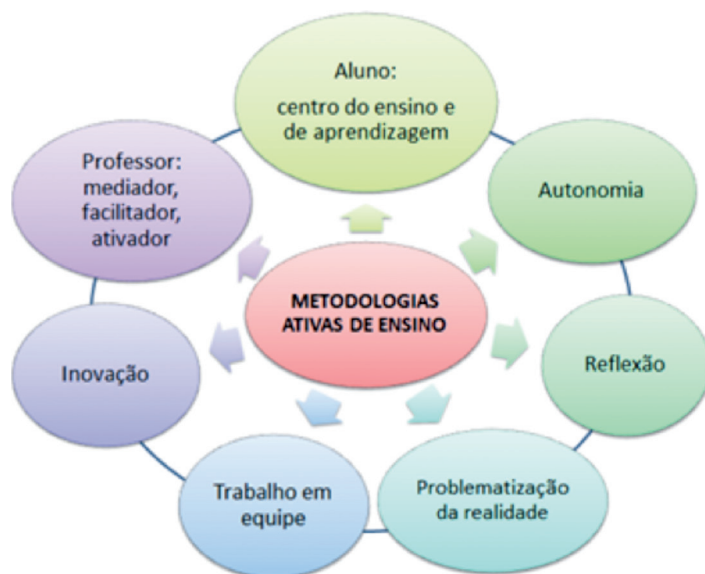 Aluno:
centro do ensino e
de aprendizagem
Autonomia
Reflexão
Problematização
da realidade
Trabalho em
equipe
Inovação
Professor:
mediador,
facilitador,
ativador
METODOLOGIAS
ATIVAS DE ENSINO